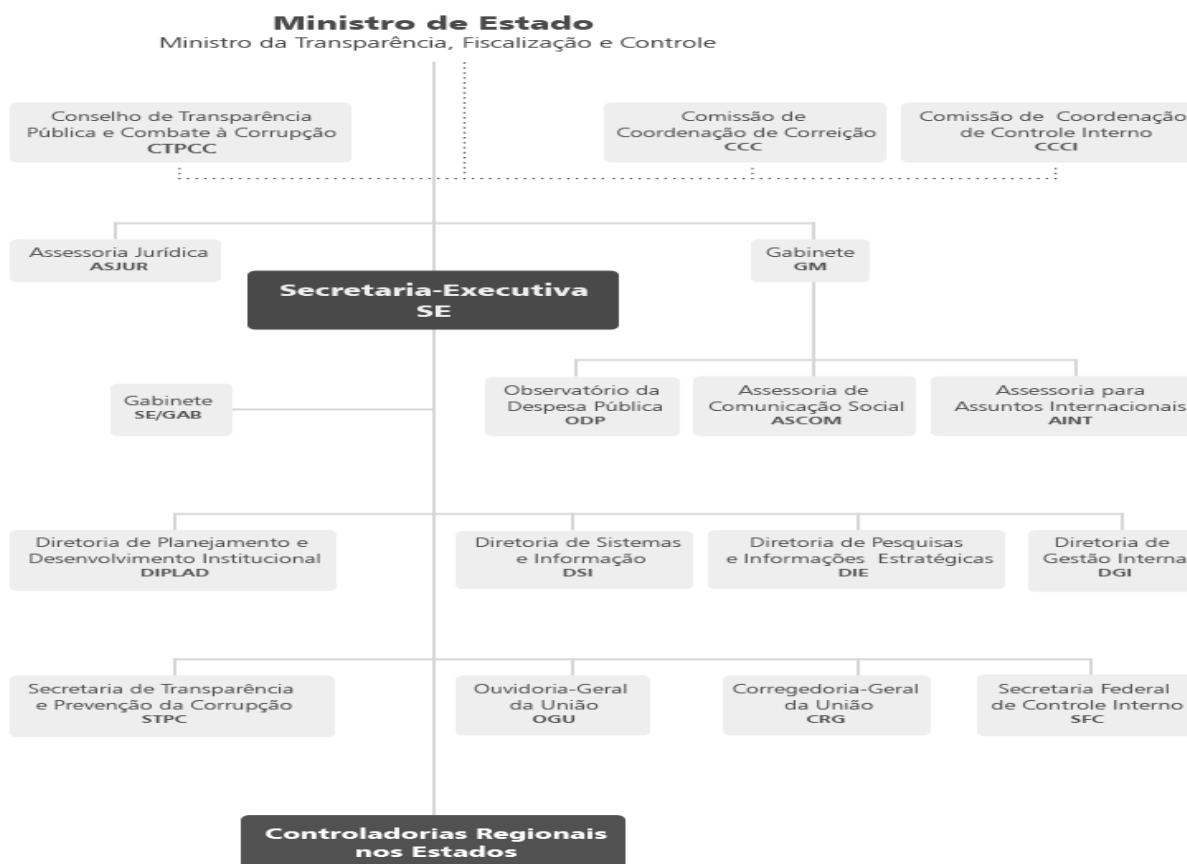 Ministro de Estado
Ministro da Transparência, Fiscalização e Controle
Conselho de Transparência
Pública e Combate à Corrupção
CTPCC
Comissão de
Coordenação de Correição
CCC
Comissão de Coordenação
de Controle Interno
CCCI
Assessoria Jurídica
ASJUR
Gabinete
GM
Secretaria-Executiva
SE
Gabinete
SE/GAB
Observatório da
Despesa Pública
ODP
Assessoria de
Comunicação Social
ASCOM
Assessoria para
Assuntos Internacionais
AINT
Diretoria de Planejamento e
Desenvolvimento Institucional
DIPLAD
Diretoria de Sistemas
e Informação
DSI
Diretoria de Pesquisas
e Informações Estratégicas
DIE
Diretoria de
Gestão Interna
DGI
Secretaria de Transparência
e Prevenção da Corrupção
STPC
Ouvidoria-Geral
da União
OGU
Corregedoria-Geral
da União
CRG
Secretaria Federal
de Controle Interno
SFC
Controladorias Regionais
nos Estados